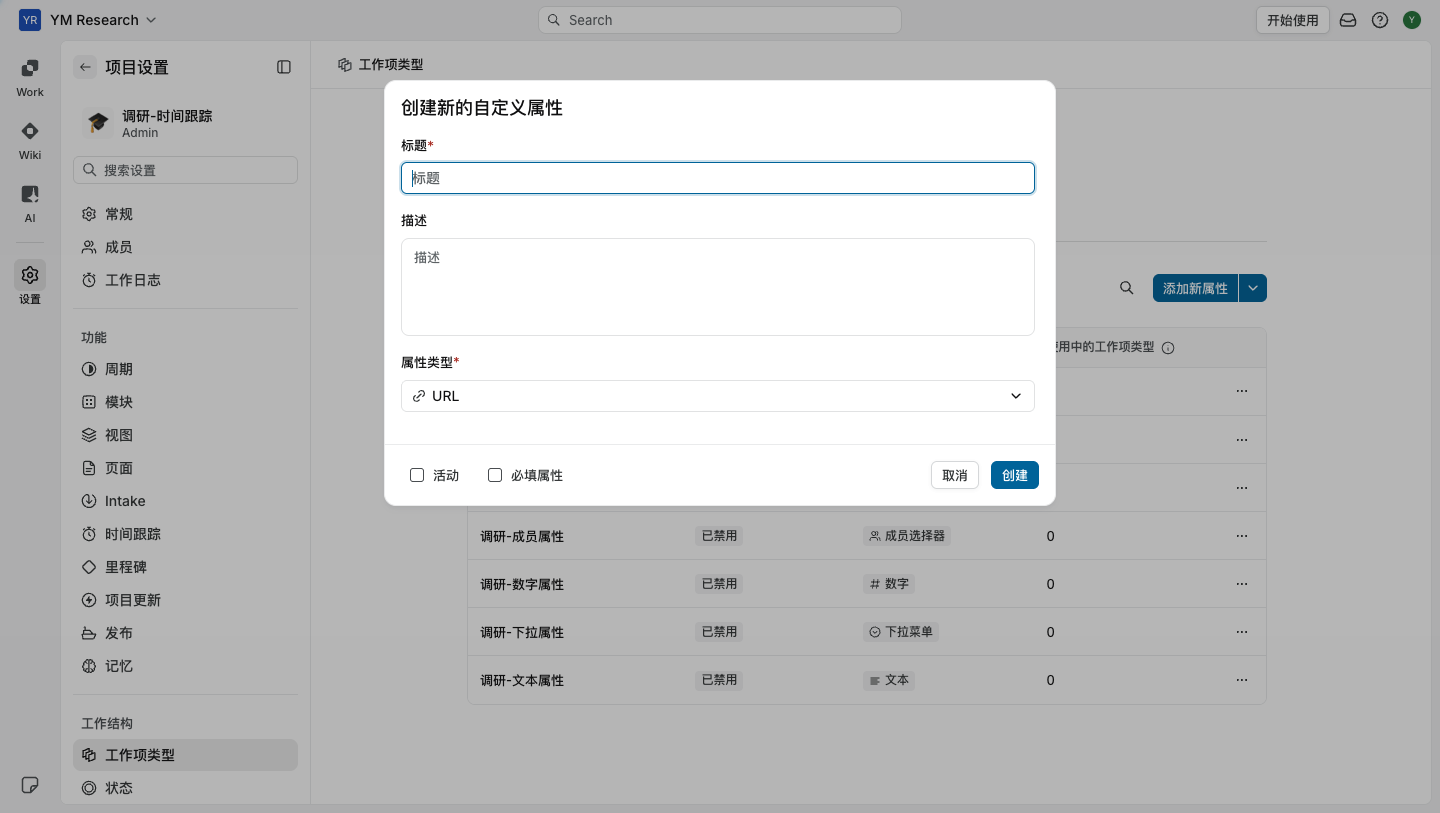 YR YM Research
Search
开始使用
Y
Work
Wiki
AI
设置
项目设置
调研-时间跟踪
Admin
搜索设置
常规
成员
工作日志
功能
周期
模块
视图
页面
Intake
时间跟踪
里程碑
项目更新
发布
记忆
工作结构
工作项类型
状态
工作项类型
添加新属性
用中的工作项类型
创建新的自定义属性
标题*
标题
描述
描述
属性类型*
URL
活动
必填属性
取消
创建
调研-成员属性 已禁用 成员选择器 0
调研-数字属性 已禁用 数字 0
调研-下拉属性 已禁用 下拉菜单 0
调研-文本属性 已禁用 文本 0